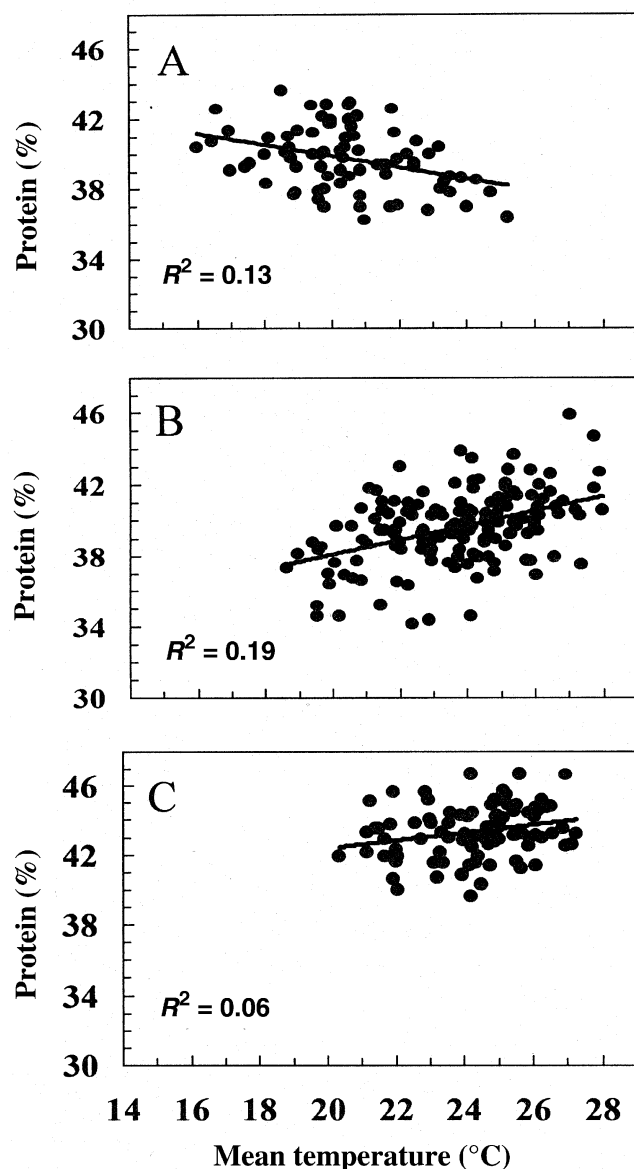 A
46
42
38
34
30
Protein (%)
R² = 0.13
B
46
42
38
34
30
Protein (%)
R² = 0.19
C
46
42
38
34
30
Protein (%)
R² = 0.06
14 16 18 20 22 24 26 28
Mean temperature (°C)